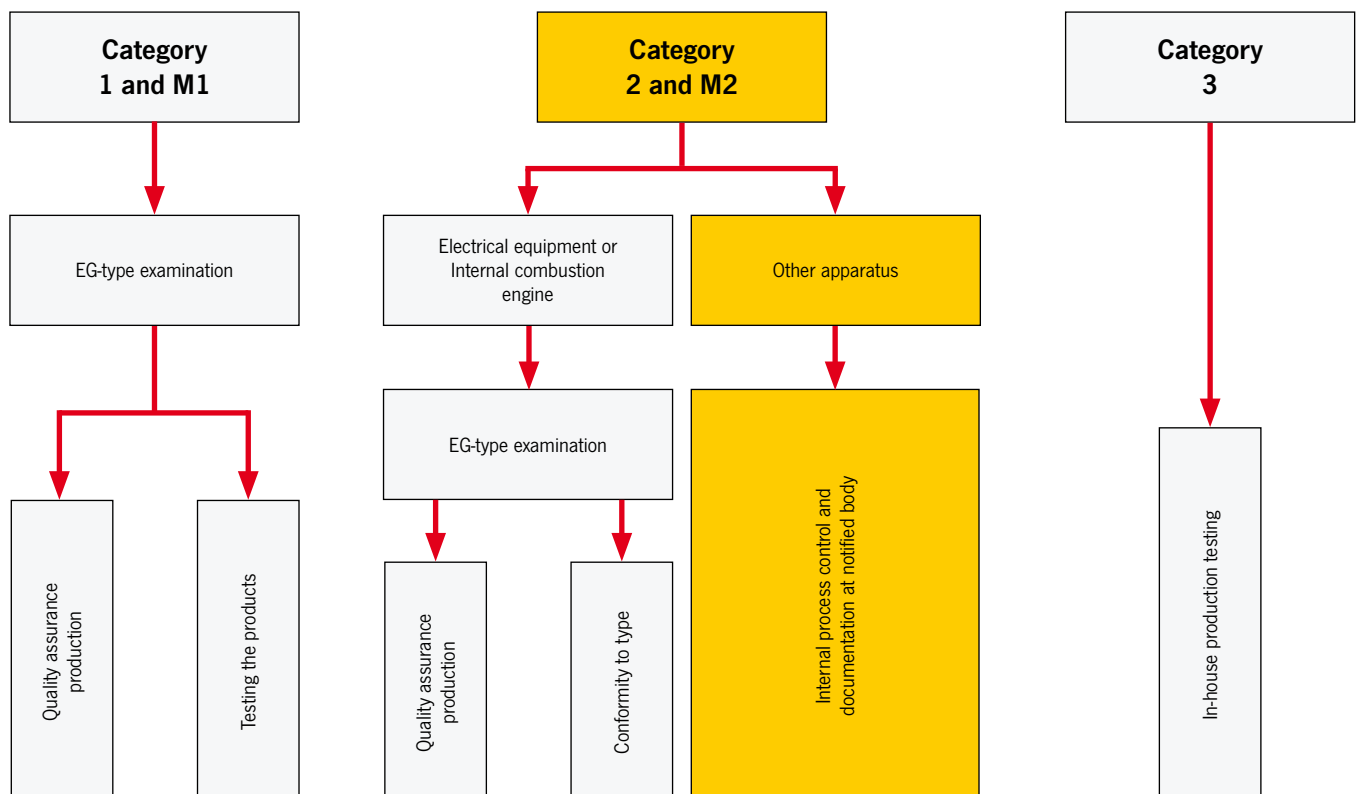 Category
1 and M1
Category
2 and M2
Category
3
EG-type examination
Electrical equipment or
Internal combustion
engine
Other apparatus
EG-type examination
Quality assurance
production
Testing the products
Quality assurance
production
Conformity to type
Internal process control and
documentation at notified body
In-house production testing